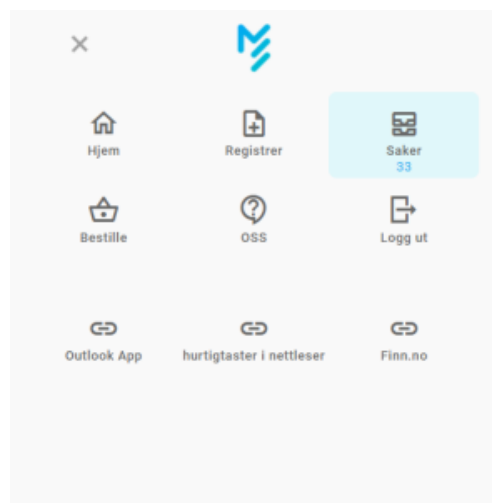 Hjem
Registrer
Saker
33
Bestille
OSS
Logg ut
Outlook App
hurtigtaster i nettleser
Finn.no